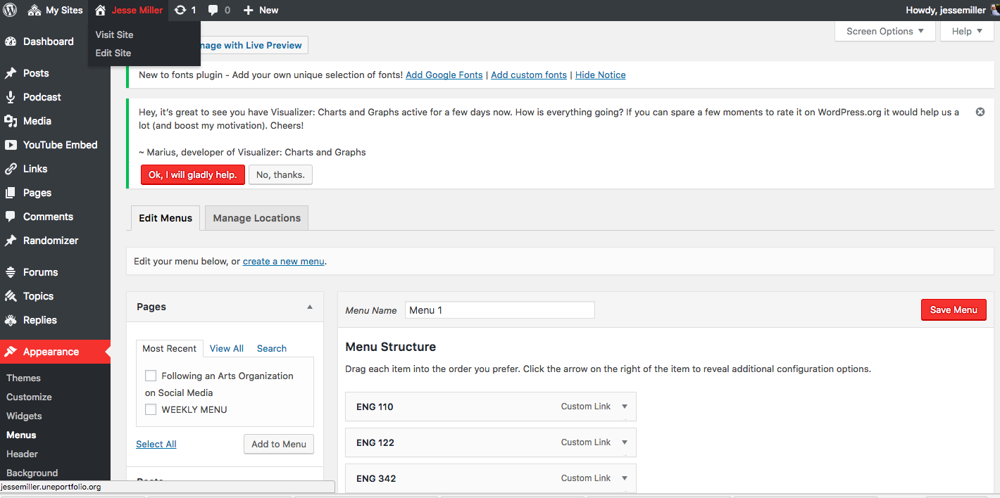 My Sites
Jesse Miller
1
0
New
Howdy, jessemiller
Visit Site
Edit Site
nage with Live Preview
Screen Options
Help
Dashboard
Posts
Podcast
Media
YouTube Embed
Links
Pages
Comments
Randomizer
Forums
Topics
Replies
Appearance
Themes
Customize
Widgets
Menus
Header
Background
New to fonts plugin - Add your own unique selection of fonts! Add Google Fonts | Add custom fonts | Hide Notice
Hey, it's great to see you have Visualizer: Charts and Graphs active for a few days now. How is everything going? If you can spare a few moments to rate it on WordPress.org it would help us a
lot (and boost my motivation). Cheers!
~ Marius, developer of Visualizer: Charts and Graphs
Ok, I will gladly help.
No, thanks.
Edit Menus
Manage Locations
Edit your menu below, or create a new menu.
Pages
Most Recent
View All
Search
Following an Arts Organization
on Social Media
WEEKLY MENU
Select All
Add to Menu
Menu Name
Menu 1
Save Menu
Menu Structure
Drag each item into the order you prefer. Click the arrow on the right of the item to reveal additional configuration options.
ENG 110 Custom Link
ENG 122 Custom Link
ENG 342 Custom Link
jessemiller.uneportfolio.org